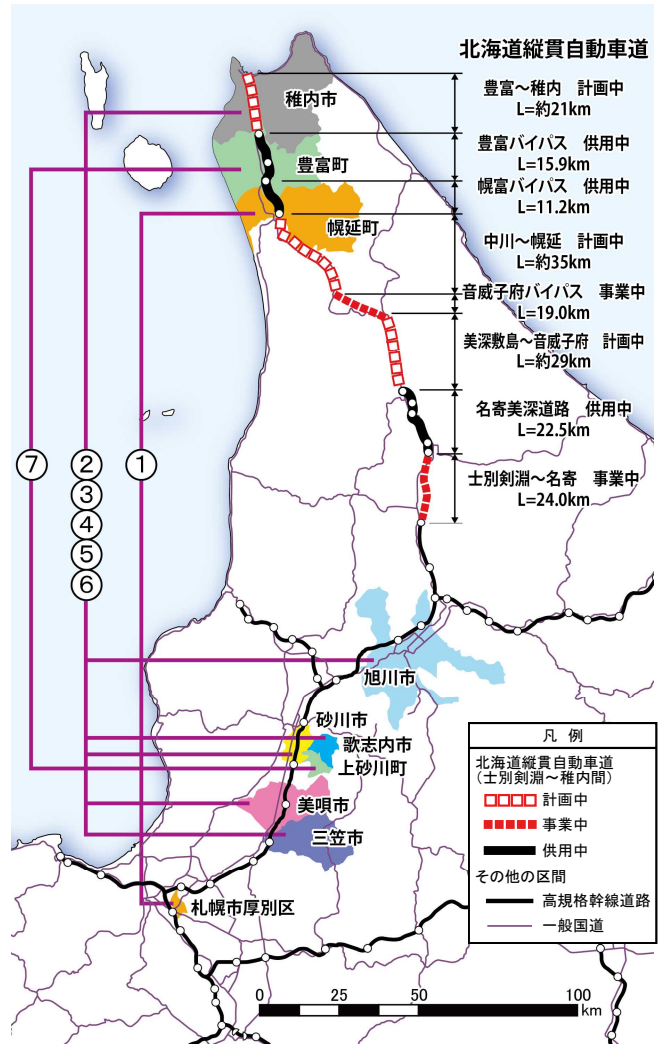 北海道縦貫自動車道
豊富～稚内 計画中
L=約21km
豊富バイパス 供用中
L=15.9km
幌富バイパス 供用中
L=11.2km
中川～幌延 計画中
L=約35km
音威子府バイパス 事業中
L=19.0km
美深敷島～音威子府 計画中
L=約29km
名寄美深道路 供用中
L=22.5km
士別剣淵～名寄 事業中
L=24.0km
稚内市
豊富町
幌延町
⑦
②
③
④
⑤
⑥
①
旭川市
砂川市
歌志内市
上砂川町
美唄市
三笠市
札幌市厚別区
凡 例
北海道縦貫自動車道
(士別剣淵～稚内間)
計画中
事業中
供用中
その他の区間
高規格幹線道路
一般国道
0 25 50 100
km